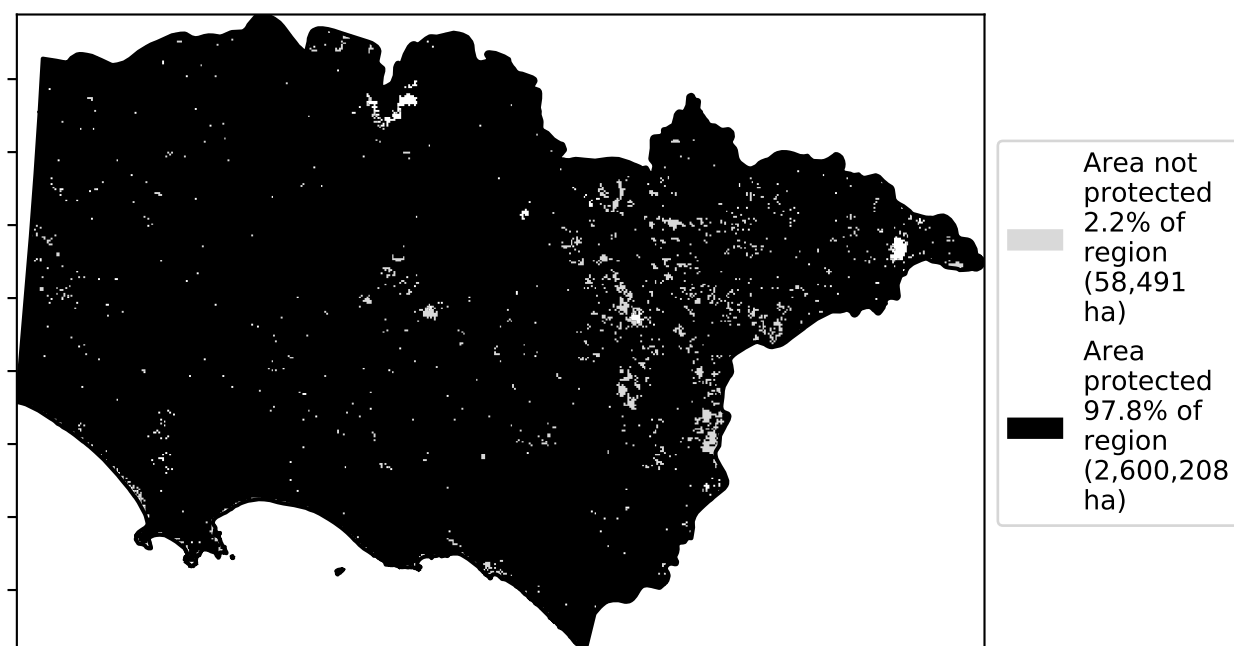 Area not
protected
2.2% of
region
(58,491
ha)
Area
protected
97.8% of
region
(2,600,208
ha)